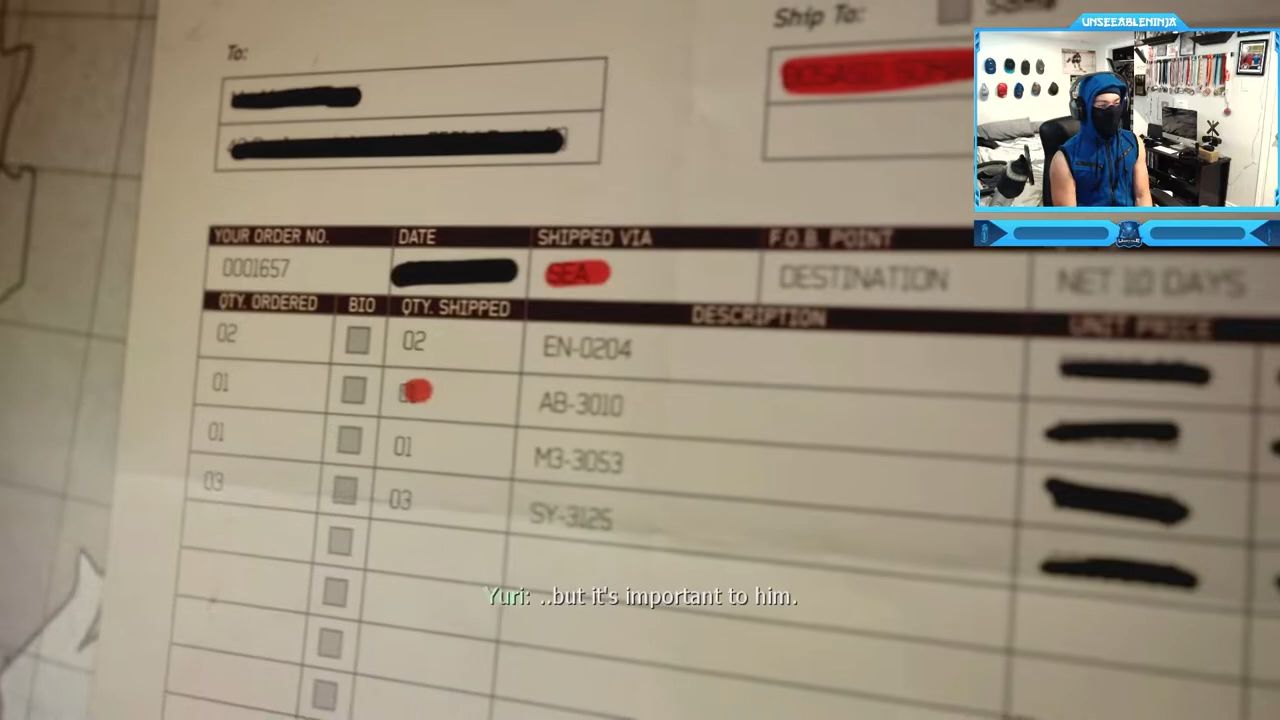 Ship To:
Same
UNSEEABLENINJA
To:
YOUR ORDER NO. DATE SHIPPED VIA F.O.B. POINT
0001657 SEA DESTINATION NET 10 DAYS
QTY. ORDERED BIO QTY. SHIPPED DESCRIPTION UNIT PRICE
02 02 EN-0204
01 AB-3010
01 01 M3-3053
03 03 SY-3125
Yuri: ..but it's important to him.